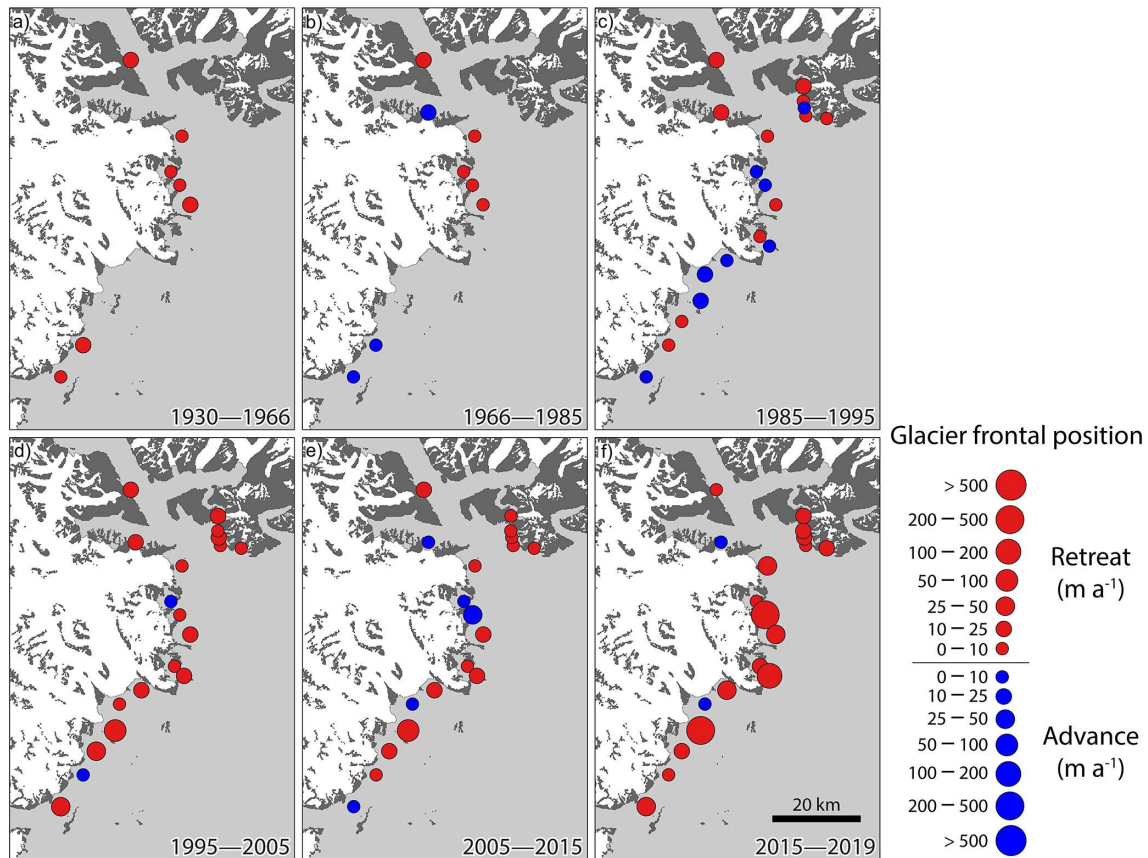 a)
b)
c)
1930—1966
1966—1985
1985—1995
d)
e)
f)
1995—2005
2005—2015
20 km
2015—2019
Glacier frontal position
> 500
200 — 500
100 — 200
50 — 100
25 — 50
10 — 25
0 — 10
Retreat
(m a⁻¹)
0 — 10
10 — 25
25 — 50
50 — 100
100 — 200
200 — 500
> 500
Advance
(m a⁻¹)